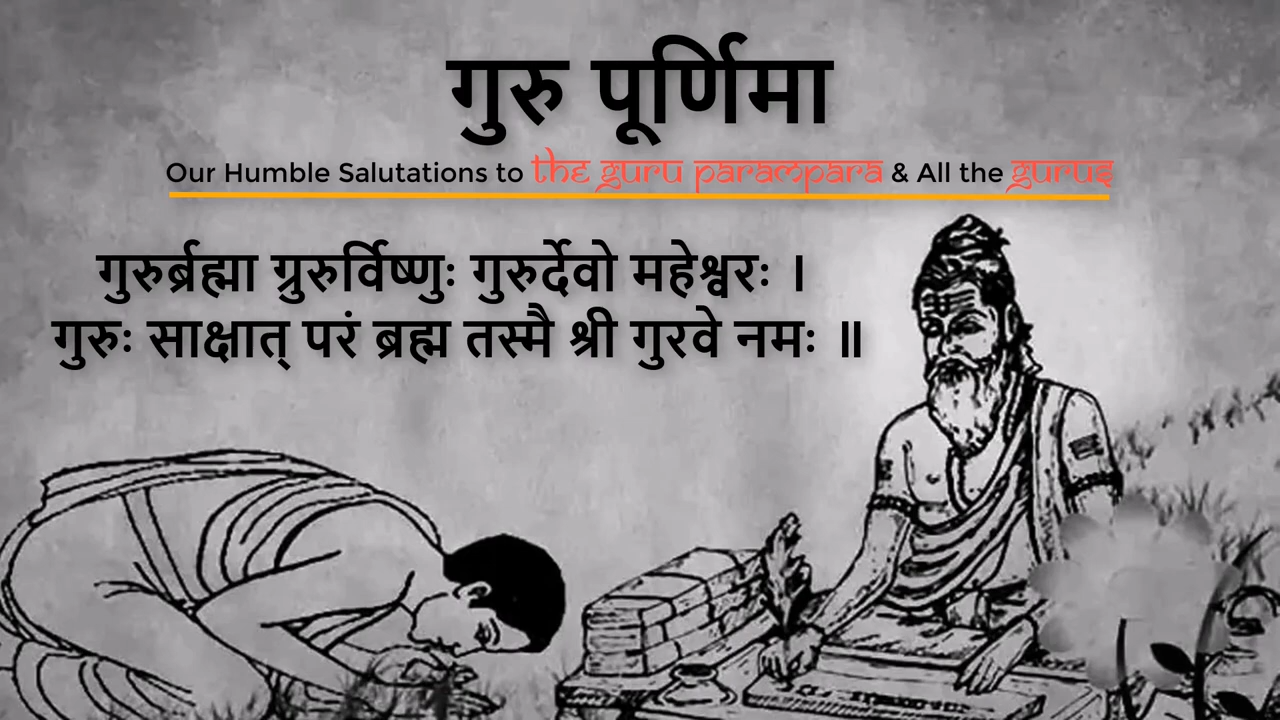 गुरु पूर्णिमा
Our Humble Salutations to the guru parampara & All the gurus
गुरुर्ब्रह्मा ग्रुरुर्विष्णुः गुरुर्देवो महेश्वरः ।
गुरुः साक्षात् परं ब्रह्म तस्मै श्री गुरवे नमः ॥